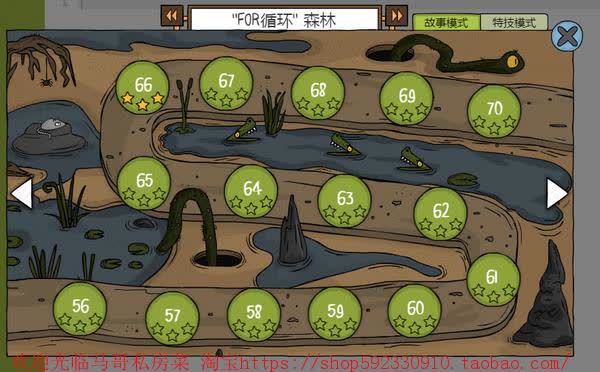 "FOR循环" 森林
故事模式 特技模式
66 67 68 69 70
65 64 63 62
61
56 57 58 59 60
欢迎光临马哥私房菜 淘宝https://shop592330910.taobao.com/